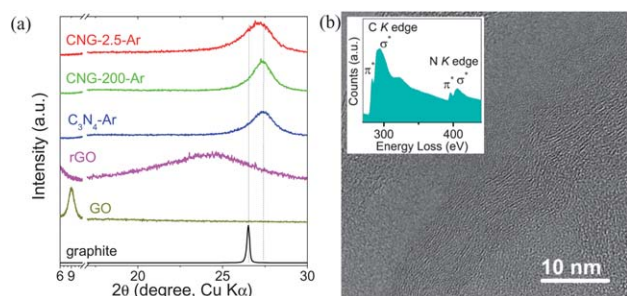 (a)
CNG-2.5-Ar
CNG-200-Ar
C₃N₄-Ar
rGO
GO
graphite
Intensity (a.u.)
6 9 20 25 30
2θ (degree, Cu Kα)
(b)
C K edge
σ*
π*
N K edge
π* σ*
Counts (a.u.)
300 400
Energy Loss (eV)
10 nm